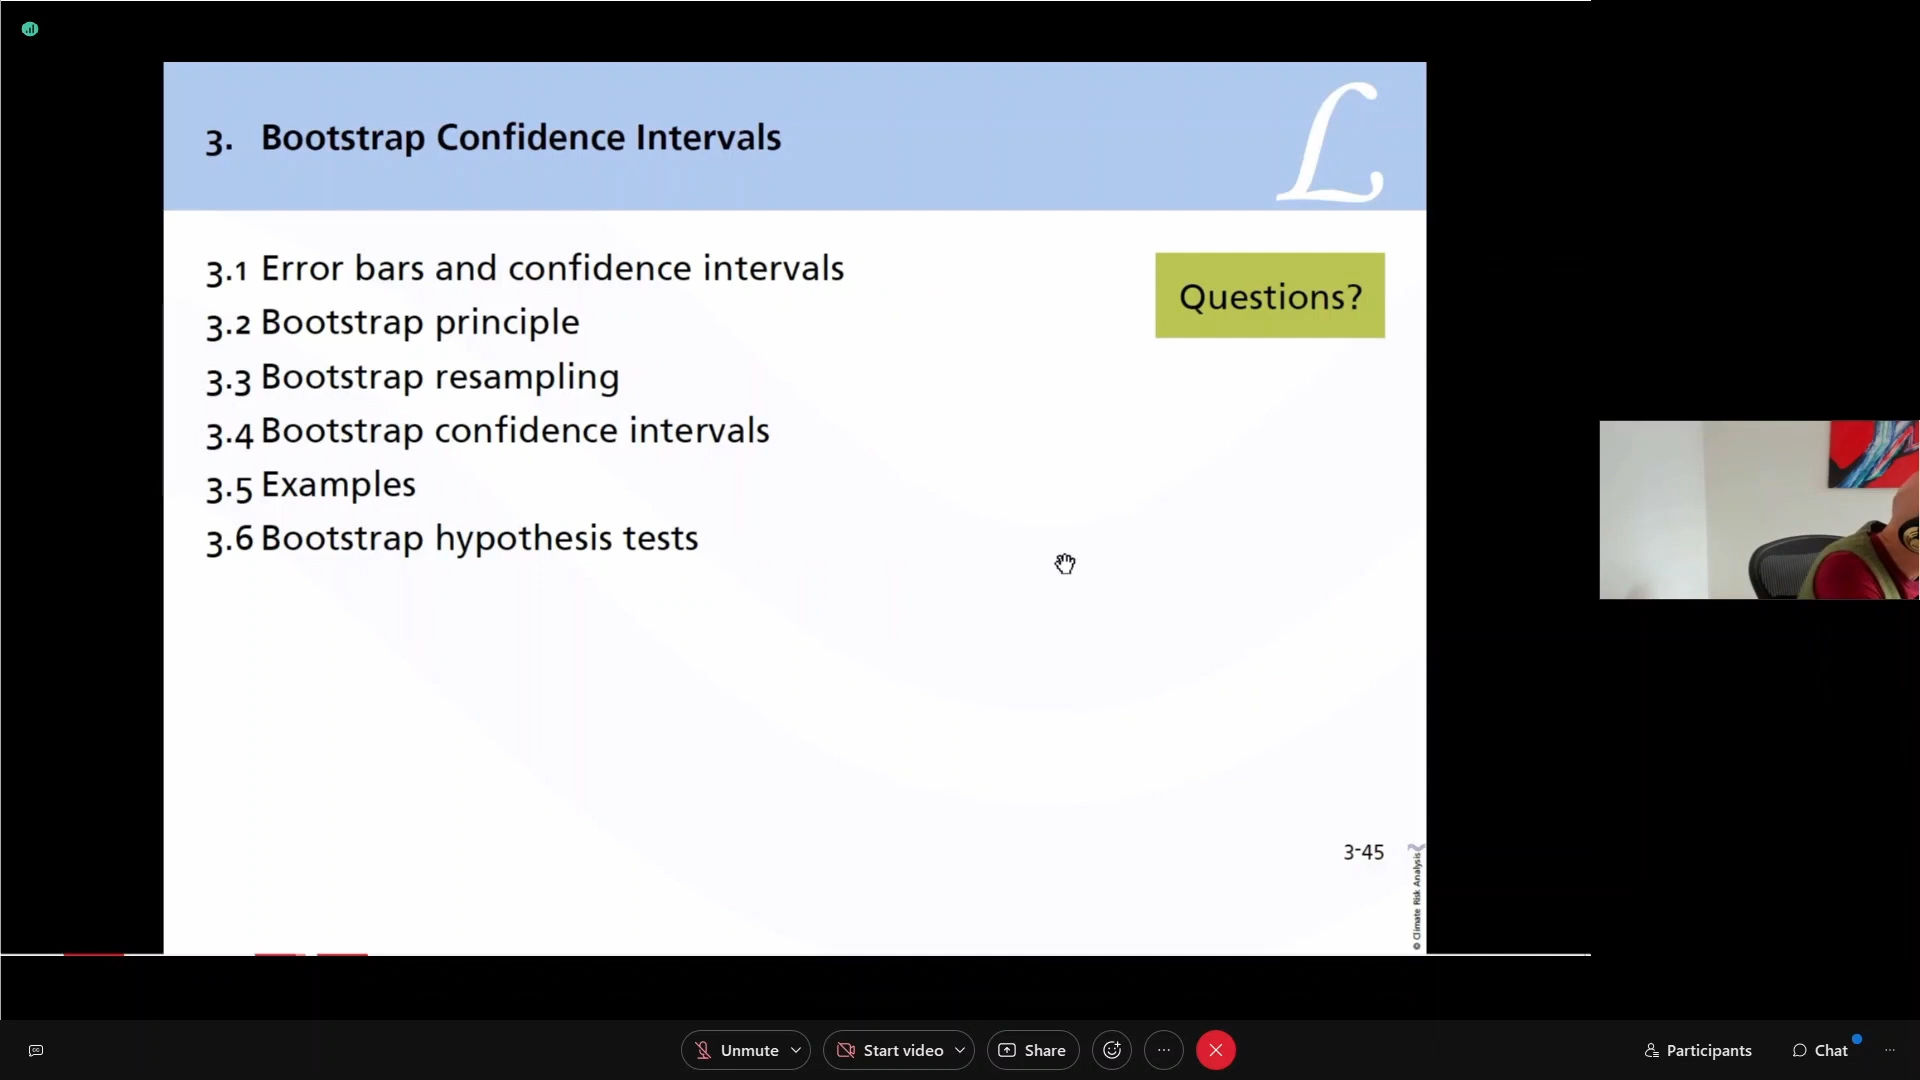 3. Bootstrap Confidence Intervals
ℒ
3.1 Error bars and confidence intervals
3.2 Bootstrap principle
3.3 Bootstrap resampling
3.4 Bootstrap confidence intervals
3.5 Examples
3.6 Bootstrap hypothesis tests
Questions?
3-45
© Climate Risk Analysis
Unmute
Start video
Share
Participants
Chat